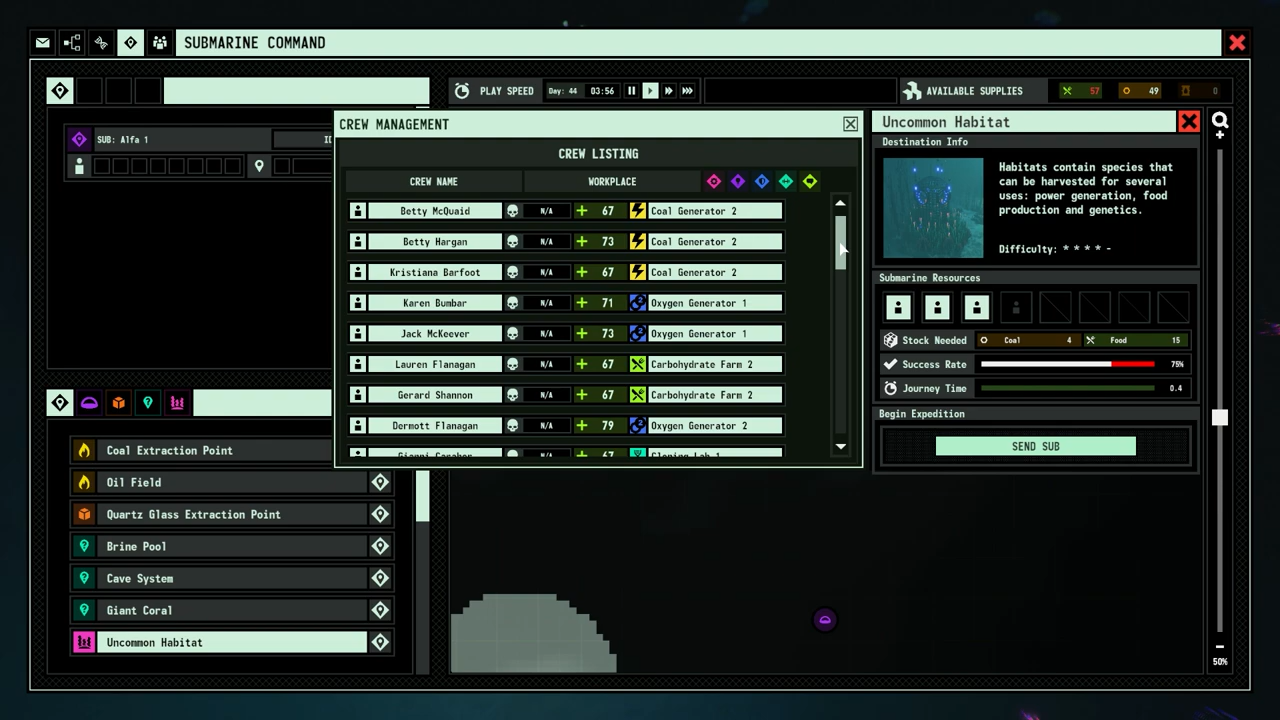 SUBMARINE COMMAND
PLAY SPEED
Day: 44 03:56
AVAILABLE SUPPLIES
57
49
0
SUB: Alfa 1
CREW MANAGEMENT
CREW LISTING
CREW NAME
WORKPLACE
Betty McQuaid N/A 67 Coal Generator 2
Betty Hargan N/A 73 Coal Generator 2
Kristiana Barfoot N/A 67 Coal Generator 2
Karen Bumbar N/A 71 Oxygen Generator 1
Jack McKeever N/A 73 Oxygen Generator 1
Lauren Flanagan N/A 67 Carbohydrate Farm 2
Gerard Shannon N/A 67 Carbohydrate Farm 2
Dermott Flanagan N/A 79 Oxygen Generator 2
Uncommon Habitat
Destination Info
Habitats contain species that
can be harvested for several
uses: power generation, food
production and genetics.
Difficulty: * * * * -
Submarine Resources
Stock Needed Coal 4 Food 15
Success Rate 75%
Journey Time 0.4
Begin Expedition
SEND SUB
50%
Coal Extraction Point
Oil Field
Quartz Glass Extraction Point
Brine Pool
Cave System
Giant Coral
Uncommon Habitat